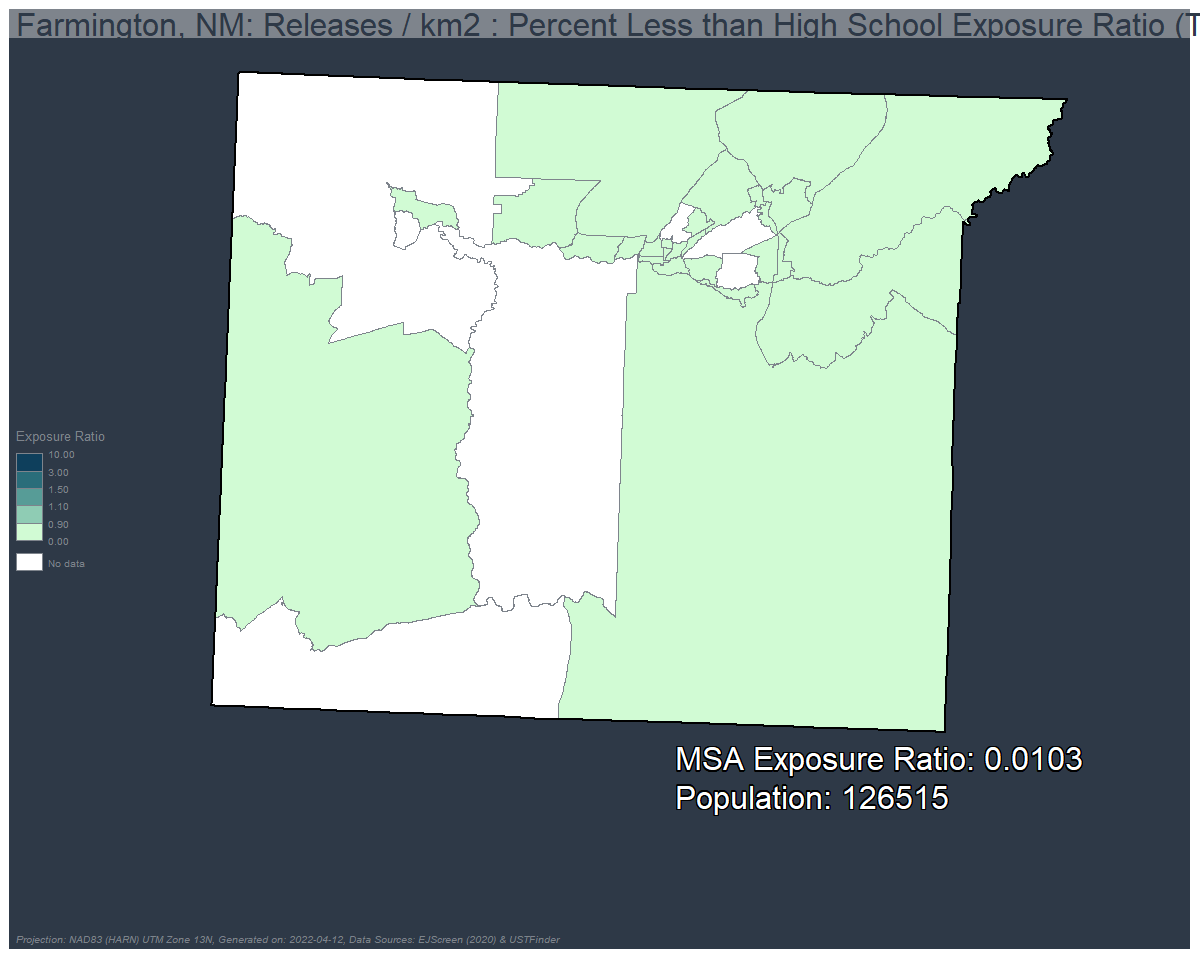 Farmington, NM: Releases / km2 : Percent Less than High School Exposure Ratio (T
Exposure Ratio
10.00
3.00
1.50
1.10
0.90
0.00
No data
MSA Exposure Ratio: 0.0103
Population: 126515
Projection: NAD83 (HARN) UTM Zone 13N, Generated on: 2022-04-12, Data Sources: EJScreen (2020) & USTFinder